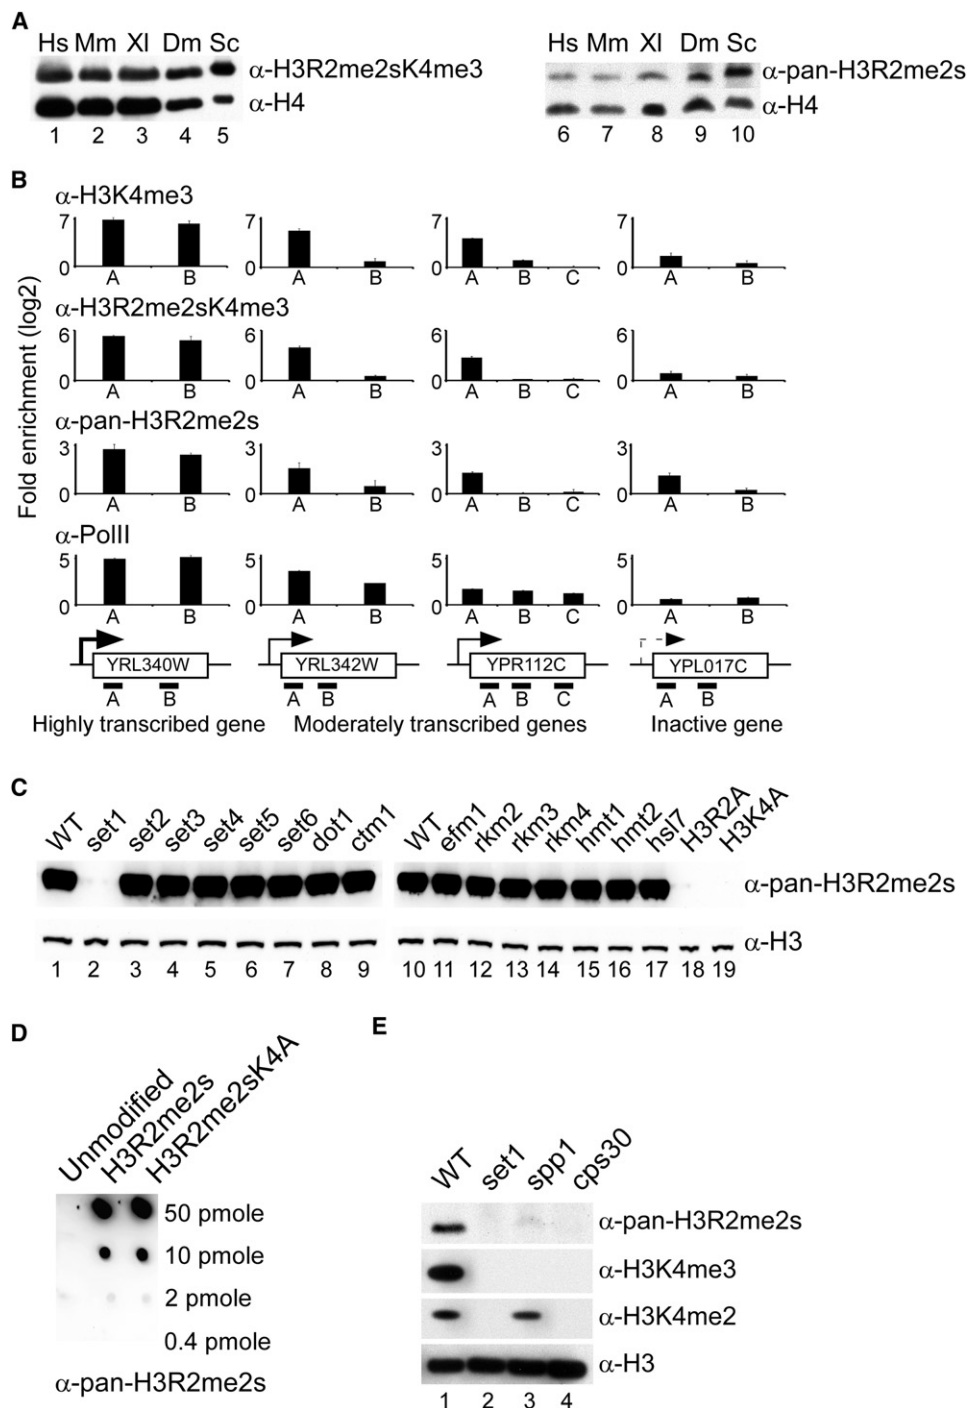 A
Hs Mm Xl Dm Sc
α-H3R2me2sK4me3
α-H4
1 2 3 4 5
Hs Mm Xl Dm Sc
α-pan-H3R2me2s
α-H4
6 7 8 9 10
B
Fold enrichment (log2)
α-H3K4me3
7 7 7 7
0 0 0 0
A B A B A B C A B
α-H3R2me2sK4me3
6 6 6 6
0 0 0 0
A B A B A B C A B
α-pan-H3R2me2s
3 3 3 3
0 0 0 0
A B A B A B C A B
α-PolII
5 5 5 5
0 0 0 0
A B A B A B C A B
YRL340W YRL342W YPR112C YPL017C
A B A B A B C A B
Highly transcribed gene Moderately transcribed genes Inactive gene
C
WT set1 set2 set3 set4 set5 set6 dot1 ctm1 WT efm1 rkm2 rkm3 rkm4 hmt1 hmt2 hsl7 H3R2A H3K4A
α-pan-H3R2me2s
α-H3
1 2 3 4 5 6 7 8 9 10 11 12 13 14 15 16 17 18 19
D
Unmodified
H3R2me2s
H3R2me2sK4A
50 pmole
10 pmole
2 pmole
0.4 pmole
α-pan-H3R2me2s
E
WT set1 spp1 cps30
α-pan-H3R2me2s
α-H3K4me3
α-H3K4me2
α-H3
1 2 3 4